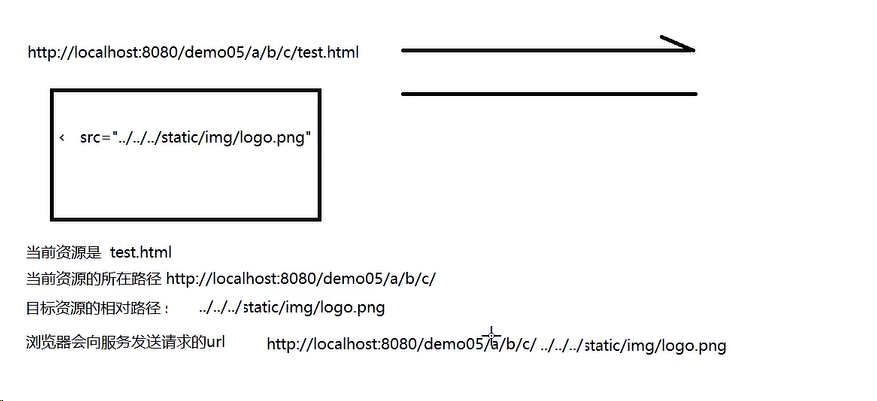 http://localhost:8080/demo05/a/b/c/test.html
< src="../../../static/img/logo.png"
当前资源是 test.html
当前资源的所在路径 http://localhost:8080/demo05/a/b/c/
目标资源的相对路径： ../../../static/img/logo.png
浏览器会向服务发送请求的url http://localhost:8080/demo05/a/b/c/ ../../../static/img/logo.png